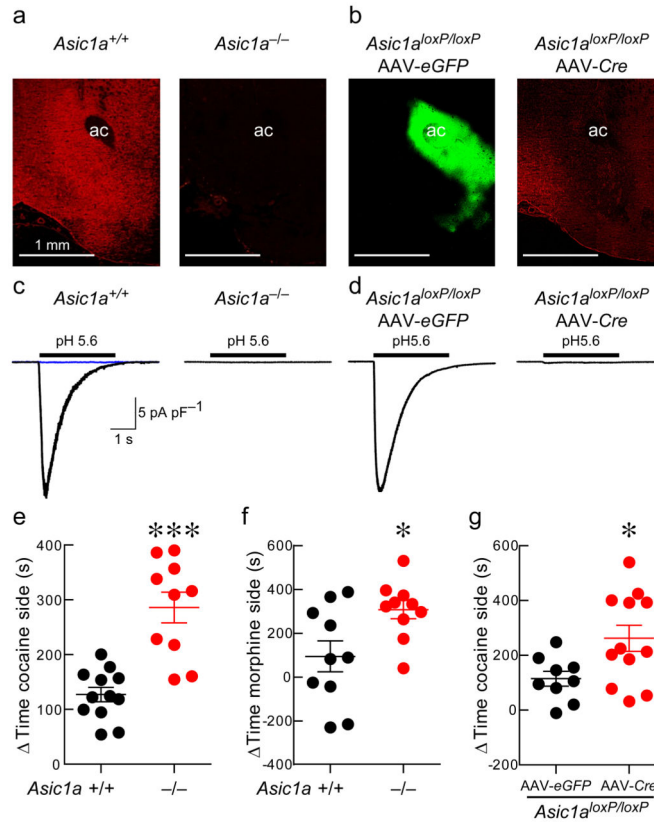 a
b
Asic1a+/+
Asic1a–/–
Asic1aloxP/loxP
AAV-eGFP
Asic1aloxP/loxP
AAV-Cre
ac
ac
ac
1 mm
c
d
Asic1a+/+
Asic1a–/–
Asic1aloxP/loxP
AAV-eGFP
Asic1aloxP/loxP
AAV-Cre
pH 5.6
pH 5.6
pH5.6
pH5.6
5 pA pF–1
1 s
e
f
g
***
*
*
Δ Time cocaine side (s)
400
300
200
100
0
Asic1a +/+
–/–
Δ Time morphine side (s)
600
400
200
0
-200
-400
Asic1a +/+
–/–
Δ Time cocaine side (s)
600
400
200
0
-200
AAV-eGFP
AAV-Cre
Asic1aloxP/loxP